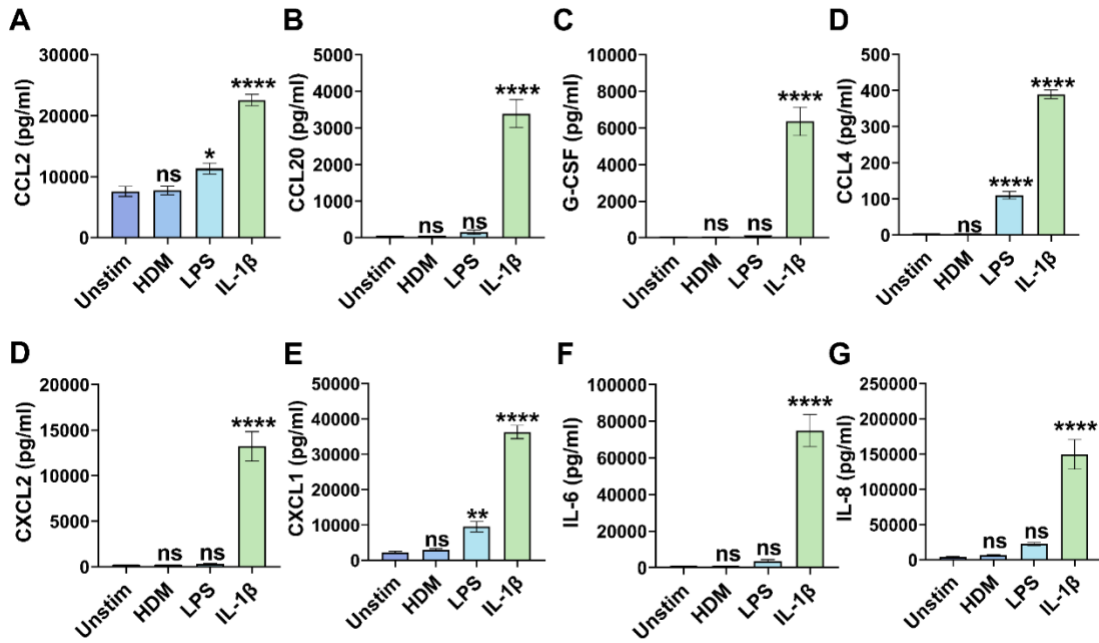 A
CCL2 (pg/ml)
30000
20000
10000
0
ns
*
****
Unstim
HDM
LPS
IL-1β
B
CCL20 (pg/ml)
5000
4000
3000
2000
1000
0
ns
ns
****
Unstim
HDM
LPS
IL-1β
C
G-CSF (pg/ml)
10000
8000
6000
4000
2000
0
ns
ns
****
Unstim
HDM
LPS
IL-1β
D
CCL4 (pg/ml)
500
400
300
200
100
0
ns
****
****
Unstim
HDM
LPS
IL-1β
D
CXCL2 (pg/ml)
20000
15000
10000
5000
0
ns
ns
****
Unstim
HDM
LPS
IL-1β
E
CXCL1 (pg/ml)
50000
40000
30000
20000
10000
0
ns
**
****
Unstim
HDM
LPS
IL-1β
F
IL-6 (pg/ml)
100000
80000
60000
40000
20000
0
ns
ns
****
Unstim
HDM
LPS
IL-1β
G
IL-8 (pg/ml)
250000
200000
150000
100000
50000
0
ns
ns
****
Unstim
HDM
LPS
IL-1β